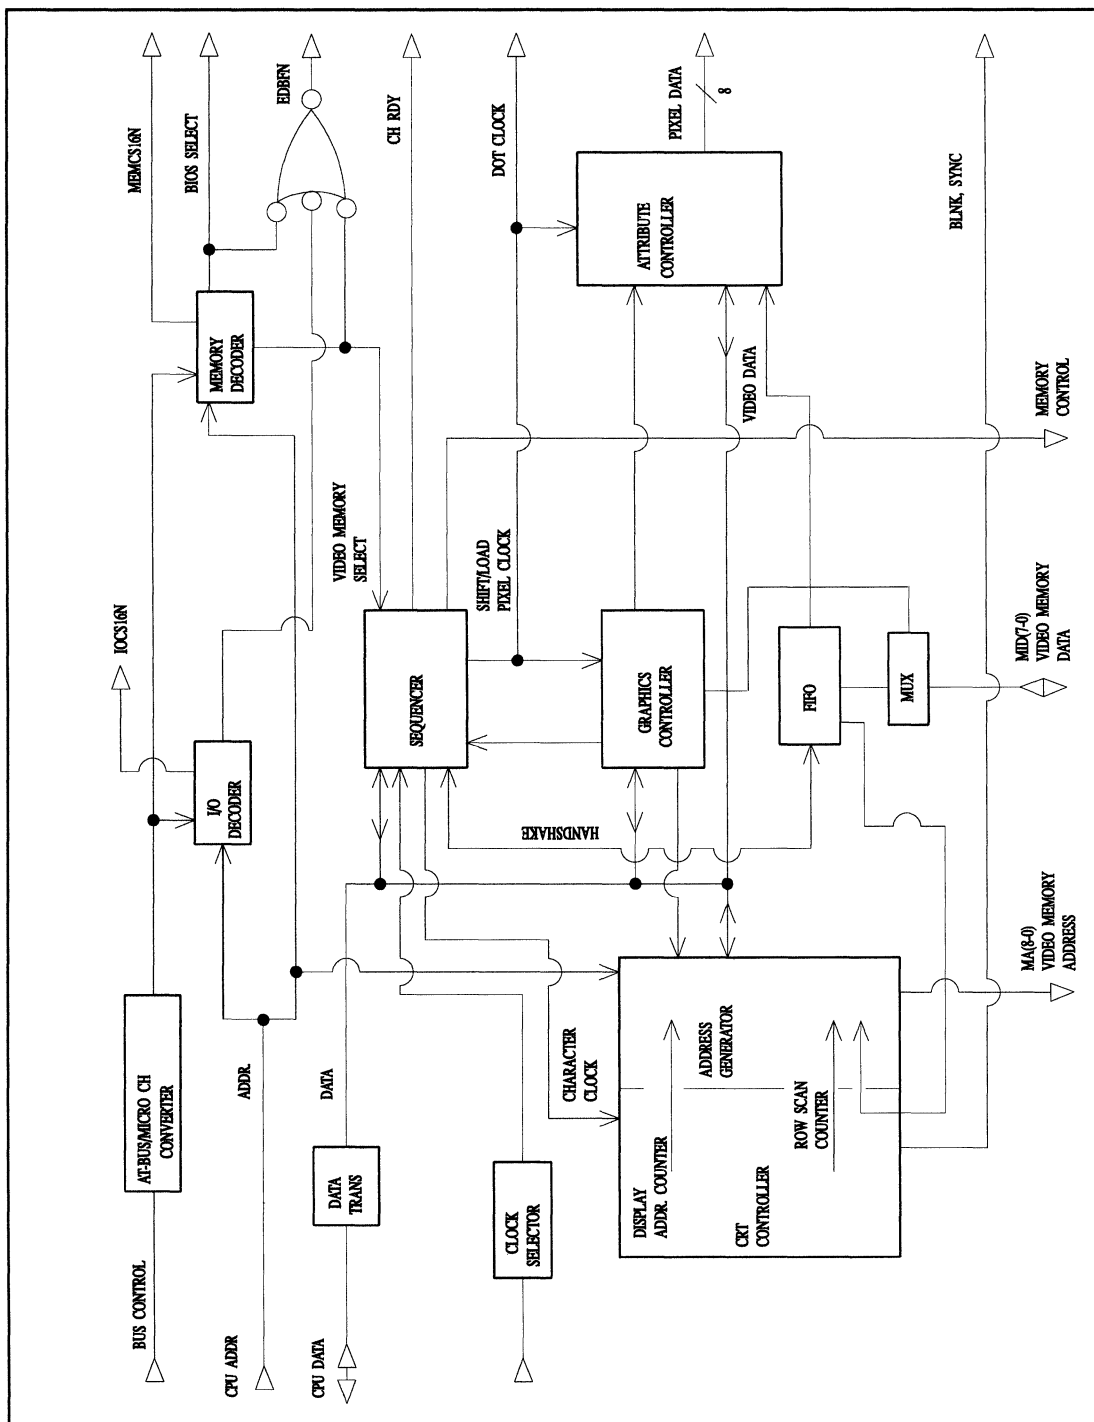 MEMCS16N
BIOS SELECT
EDBFN
CH RDY
DOT CLOCK
PIXEL DATA
8
BLNK, SYNC
MEMORY
DECODER
ATTRIBUTE
CONTROLLER
VIDEO DATA
MEMORY
CONTROL
VIDEO MEMORY
SELECT
SHIFT/LOAD
PIXEL CLOCK
IOCS16N
I/O
DECODER
SEQUENCER
GRAPHICS
CONTROLLER
FIFO
MUX
MID(7-0)
VIDEO MEMORY
DATA
HANDSHAKE
AT-BUS/MICRO CH
CONVERTER
ADDR.
DATA
CHARACTER
CLOCK
ADDRESS
GENERATOR
MA(8-0)
VIDEO MEMORY
ADDRESS
DATA
TRANS
CLOCK
SELECTOR
DISPLAY
ADDR. COUNTER
ROW SCAN
COUNTER
CRT
CONTROLLER
BUS CONTROL
CPU ADDR
CPU DATA